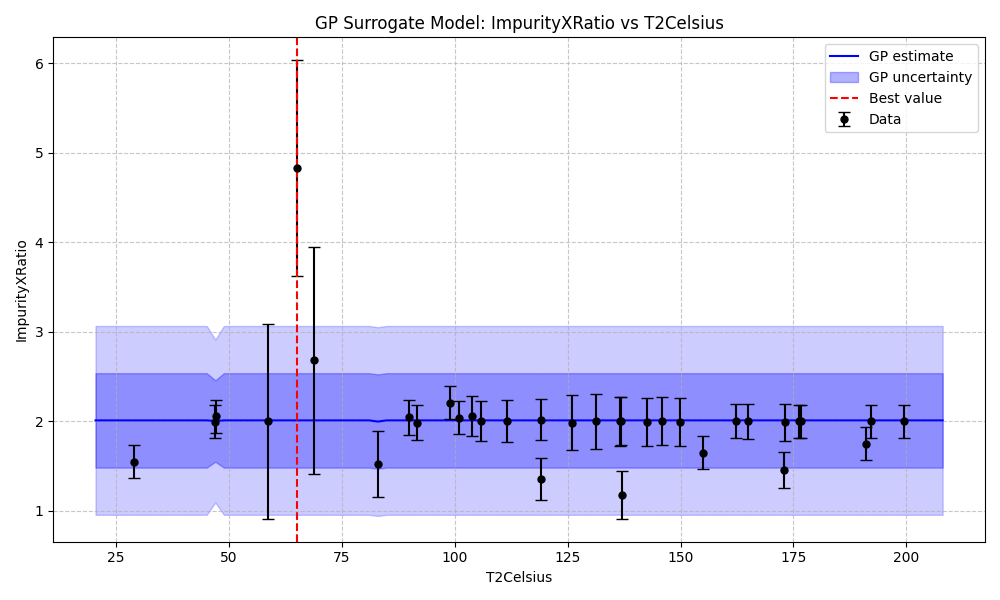 GP Surrogate Model: ImpurityXRatio vs T2Celsius
GP estimate
GP uncertainty
Best value
Data
ImpurityXRatio
6
5
4
3
2
1
25
50
75
100
125
150
175
200
T2Celsius